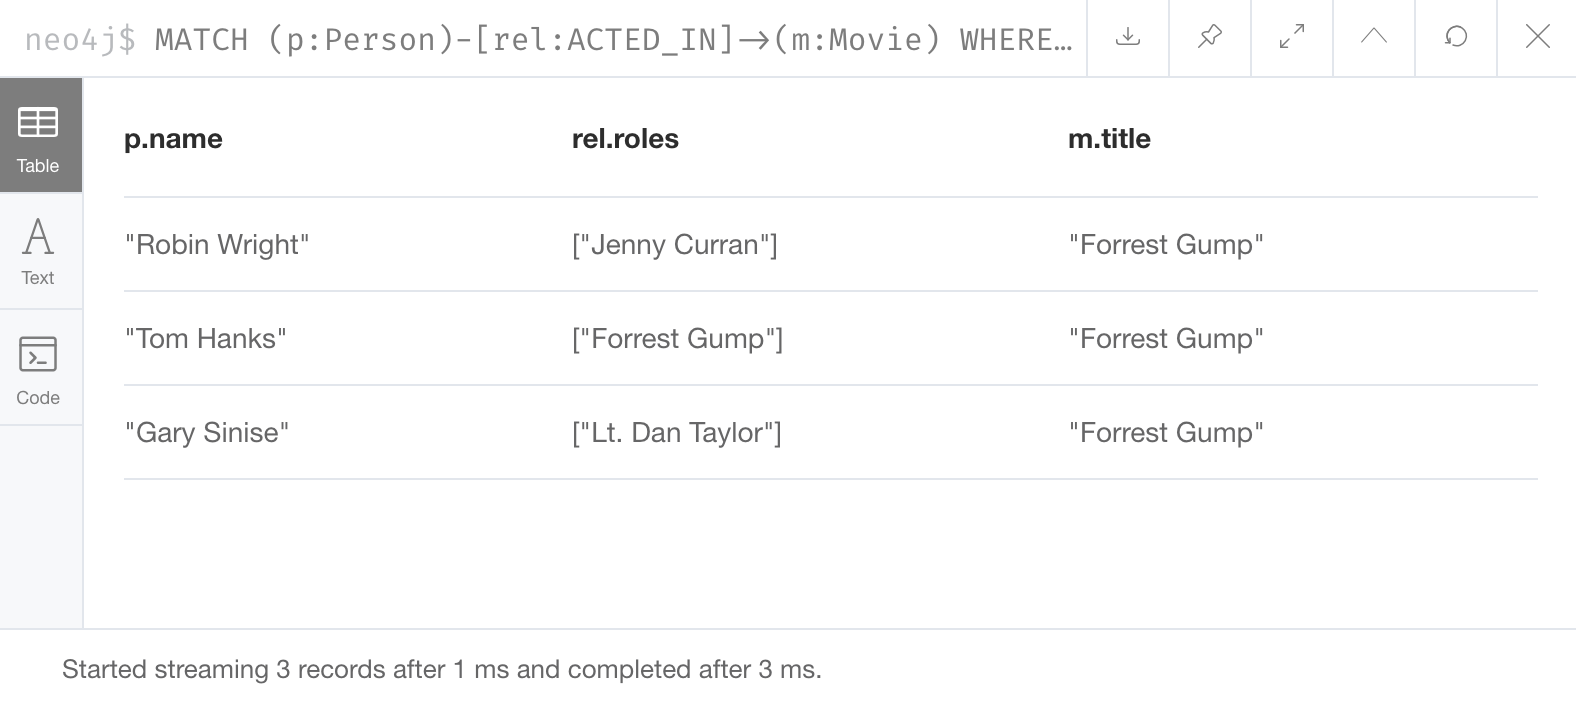 neo4j$ MATCH (p:Person)-[rel:ACTED_IN]->(m:Movie) WHERE…
Table
Text
Code
p.name rel.roles m.title
"Robin Wright" ["Jenny Curran"] "Forrest Gump"
"Tom Hanks" ["Forrest Gump"] "Forrest Gump"
"Gary Sinise" ["Lt. Dan Taylor"] "Forrest Gump"
Started streaming 3 records after 1 ms and completed after 3 ms.